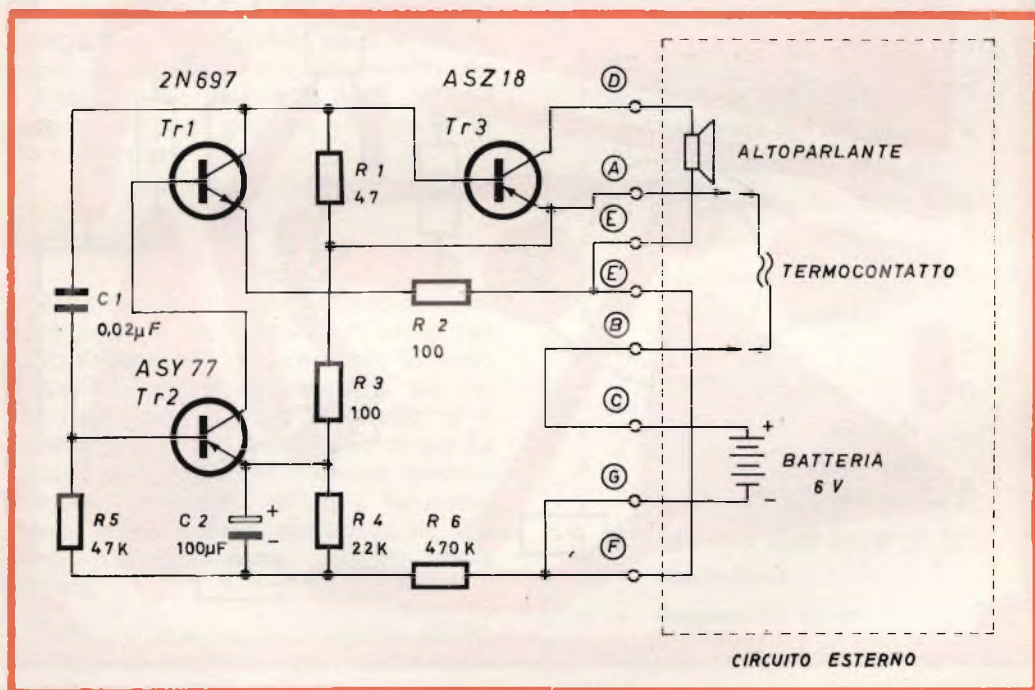 2N697
Tr1
ASZ18
Tr3
D
ALTOPARLANTE
A
R1
47
E
E'
TERMOCONTATTO
R2
100
B
C1
0,02µF
ASY77
Tr2
R3
100
C
+
BATTERIA
6V
-
G
R5
47K
C2
100µF
+
-
R4
22K
R6
470K
F
CIRCUITO ESTERNO